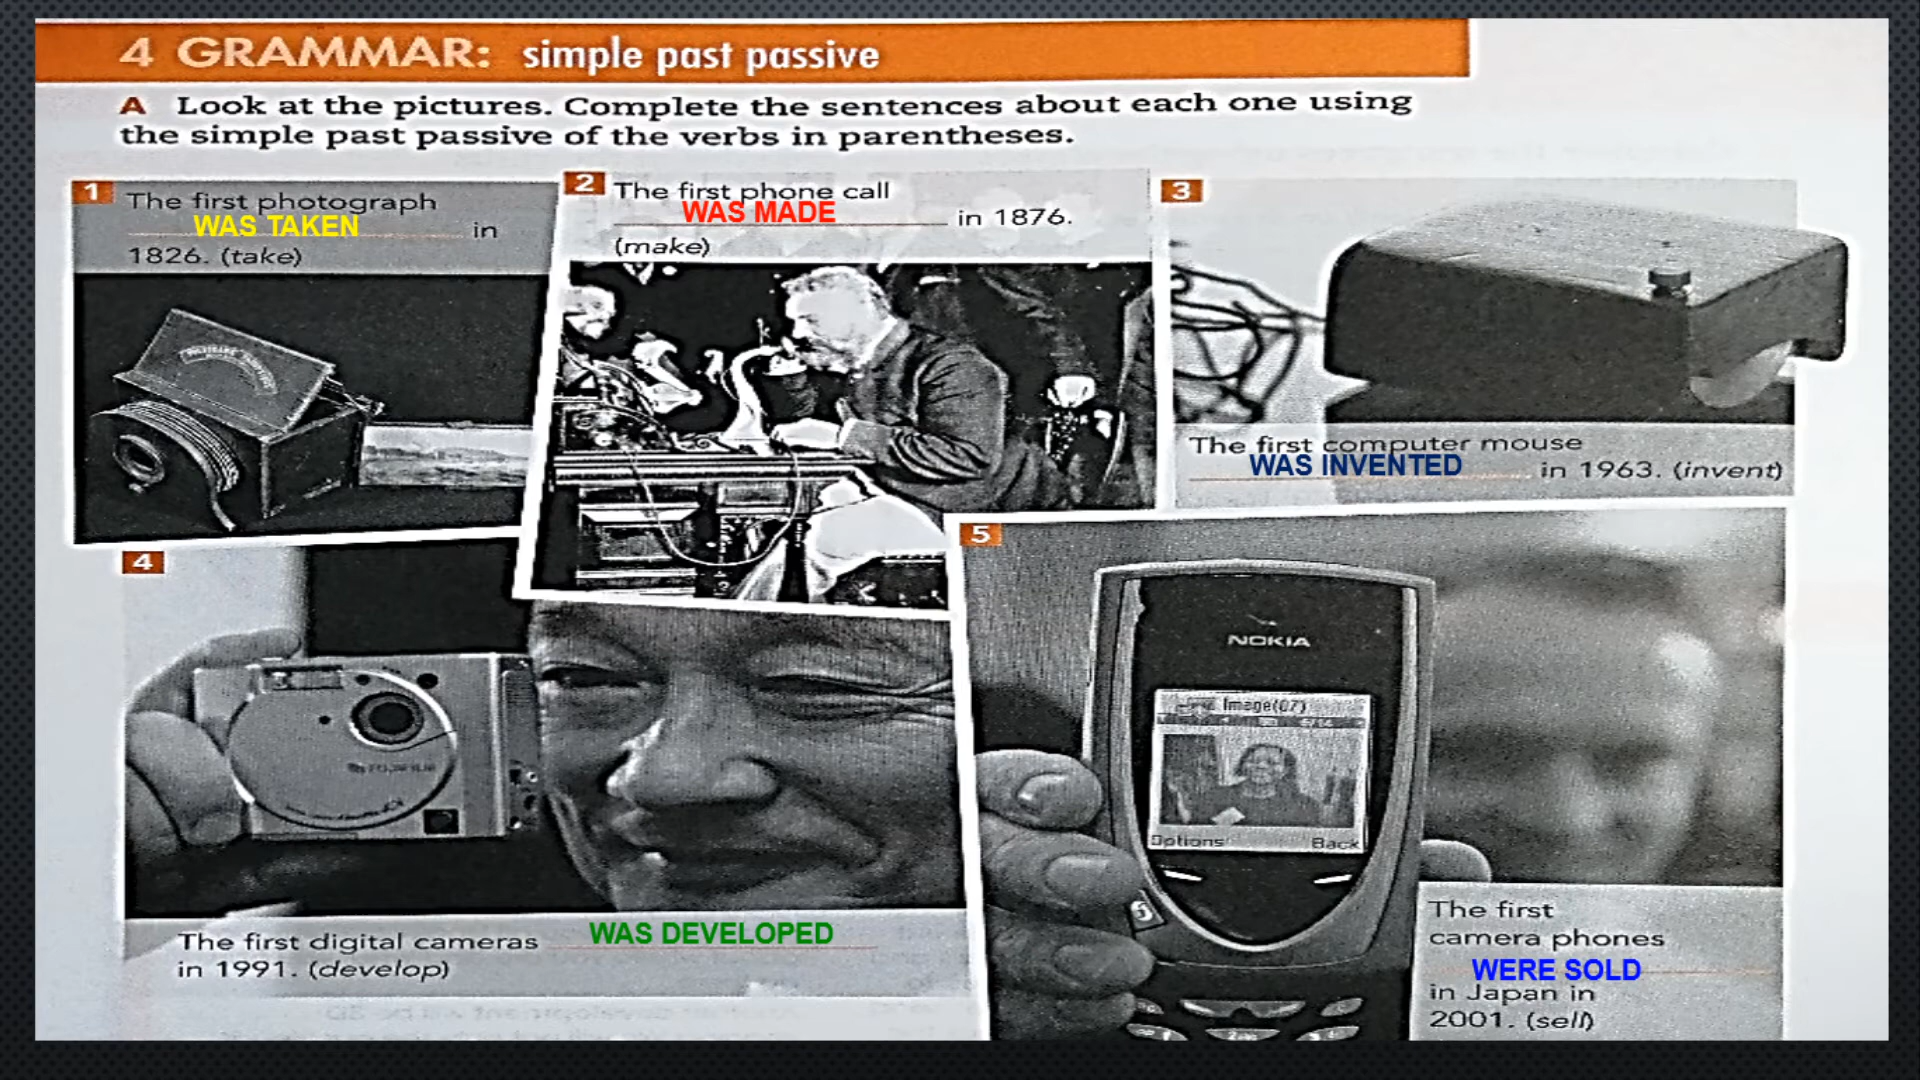 4 GRAMMAR: simple past passive
A Look at the pictures. Complete the sentences about each one using
the simple past passive of the verbs in parentheses.
1
The first photograph
WAS TAKEN in
1826. (take)
2
The first phone call
WAS MADE in 1876.
(make)
3
The first computer mouse
WAS INVENTED in 1963. (invent)
4
The first digital cameras WAS DEVELOPED
in 1991. (develop)
5
NOKIA
Image(07)
Options Back
The first
camera phones
WERE SOLD
in Japan in
2001. (sell)